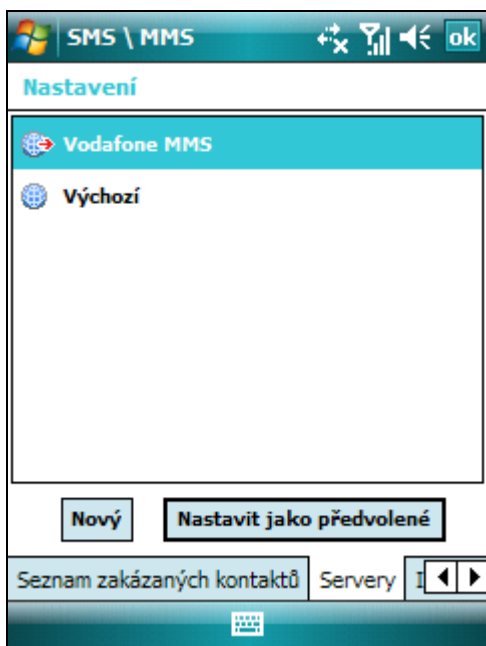 SMS \ MMS ok
Nastavení
Vodafone MMS
Výchozí
Nový Nastavit jako předvolené
Seznam zakázaných kontaktů Servery